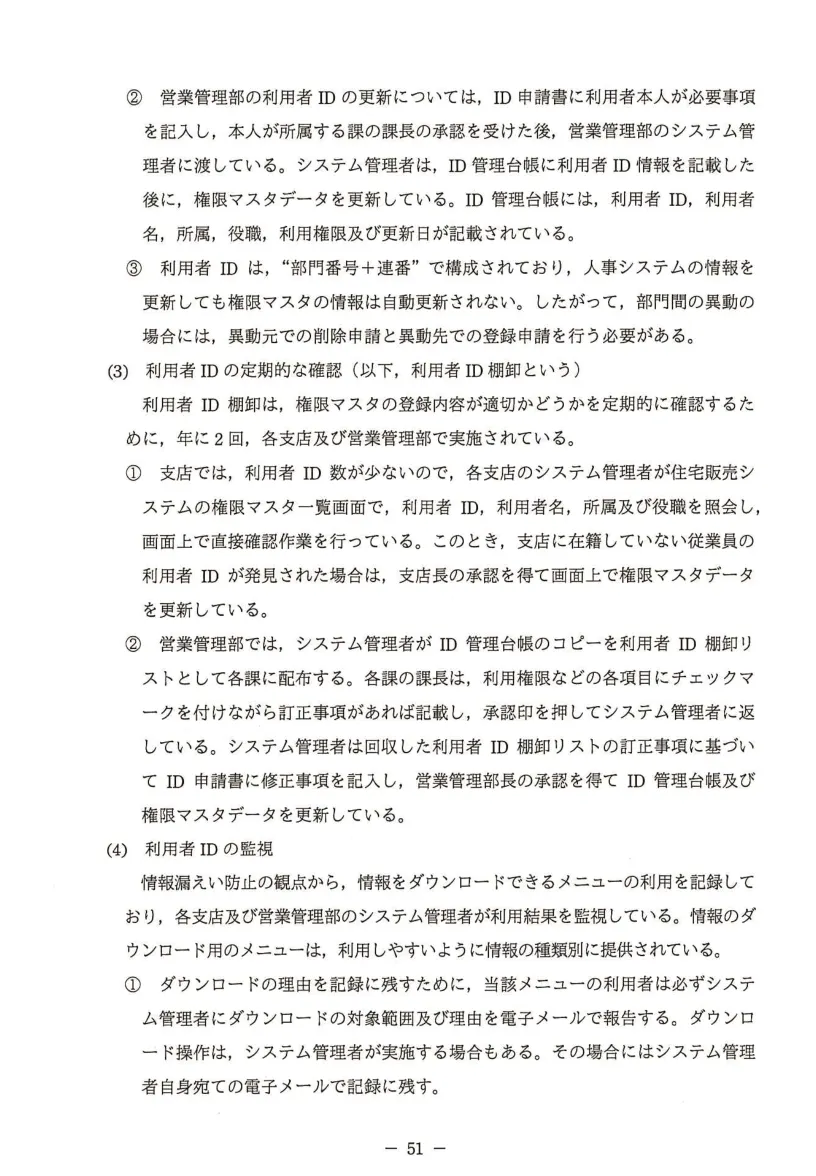 ② 営業管理部の利用者 ID の更新については，ID 申請書に利用者本人が必要事項
を記入し，本人が所属する課の課長の承認を受けた後，営業管理部のシステム管
理者に渡している。システム管理者は，ID 管理台帳に利用者 ID 情報を記載した
後に，権限マスタデータを更新している。ID 管理台帳には，利用者 ID，利用者
名，所属，役職，利用権限及び更新日が記載されている。
③ 利用者 ID は，“部門番号＋連番” で構成されており，人事システムの情報を
更新しても権限マスタの情報は自動更新されない。したがって，部門間の異動の
場合には，異動元での削除申請と異動先での登録申請を行う必要がある。
(3) 利用者 ID の定期的な確認（以下，利用者 ID 棚卸という）
利用者 ID 棚卸は，権限マスタの登録内容が適切かどうかを定期的に確認するた
めに，年に 2 回，各支店及び営業管理部で実施されている。
① 支店では，利用者 ID 数が少ないので，各支店のシステム管理者が住宅販売シ
ステムの権限マスタ一覧画面で，利用者 ID，利用者名，所属及び役職を照会し，
画面上で直接確認作業を行っている。このとき，支店に在籍していない従業員の
利用者 ID が発見された場合は，支店長の承認を得て画面上で権限マスタデータ
を更新している。
② 営業管理部では，システム管理者が ID 管理台帳のコピーを利用者 ID 棚卸リ
ストとして各課に配布する。各課の課長は，利用権限などの各項目にチェックマ
ークを付けながら訂正事項があれば記載し，承認印を押してシステム管理者に返
している。システム管理者は回収した利用者 ID 棚卸リストの訂正事項に基づい
て ID 申請書に修正事項を記入し，営業管理部長の承認を得て ID 管理台帳及び
権限マスタデータを更新している。
(4) 利用者 ID の監視
情報漏えい防止の観点から，情報をダウンロードできるメニューの利用を記録して
おり，各支店及び営業管理部のシステム管理者が利用結果を監視している。情報のダ
ウンロード用のメニューは，利用しやすいように情報の種類別に提供されている。
① ダウンロードの理由を記録に残すために，当該メニューの利用者は必ずシステ
ム管理者にダウンロードの対象範囲及び理由を電子メールで報告する。ダウンロ
ード操作は，システム管理者が実施する場合もある。その場合にはシステム管理
者自身宛ての電子メールで記録に残す。
－ 51 －